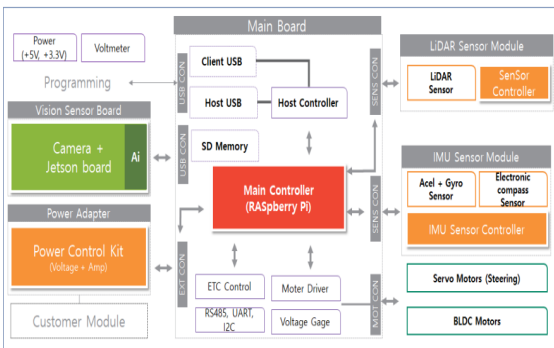 Main Board
Power
(+5V, +3.3V)
Voltmeter
Programming
Vision Sensor Board
Camera +
Jetson board
Ai
Power Adapter
Power Control Kit
(Voltage + Amp)
Customer Module
USB CON
USB CON
EXT CON
Client USB
Host USB
Host Controller
SD Memory
Main Controller
(RASpberry Pi)
ETC Control
RS485, UART,
I2C
Moter Driver
Voltage Gage
SENS CON
SENS CON
MOT CON
LiDAR Sensor Module
LiDAR
Sensor
SenSor
Controller
IMU Sensor Module
Acel + Gyro
Sensor
Electronic
compass
Sensor
IMU Sensor Controller
Servo Motors (Steering)
BLDC Motors